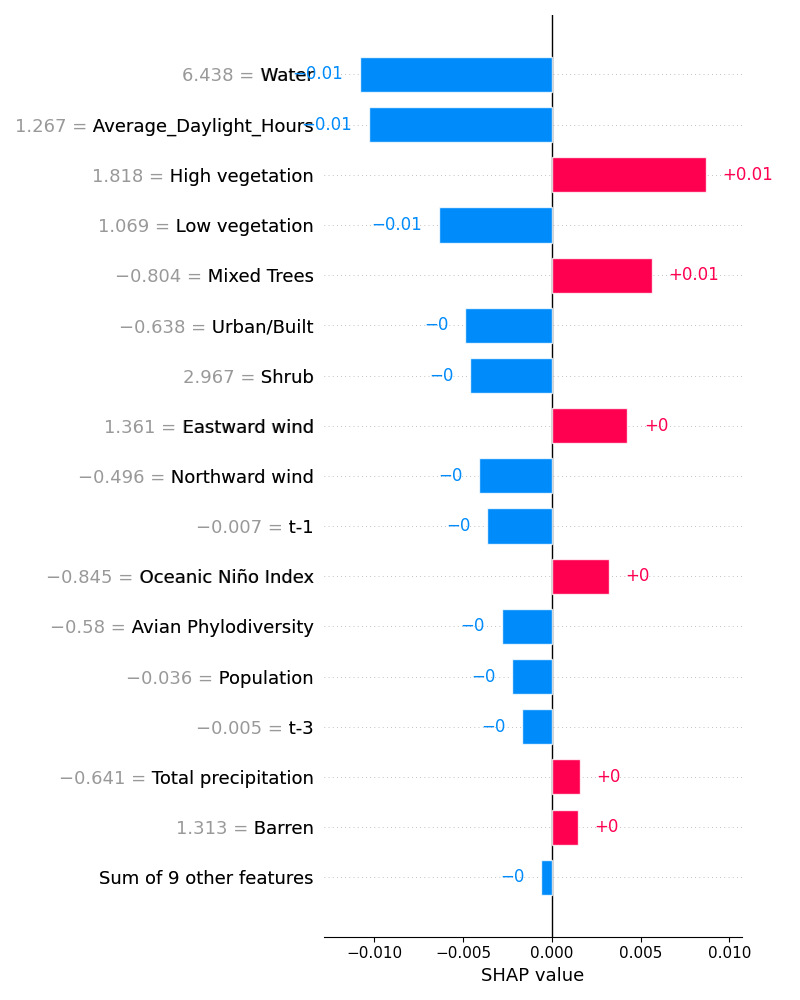 6.438 = Water −0.01
1.267 = Average_Daylight_Hours −0.01
1.818 = High vegetation +0.01
1.069 = Low vegetation −0.01
−0.804 = Mixed Trees +0.01
−0.638 = Urban/Built −0
2.967 = Shrub −0
1.361 = Eastward wind +0
−0.496 = Northward wind −0
−0.007 = t-1 −0
−0.845 = Oceanic Niño Index +0
−0.58 = Avian Phylodiversity −0
−0.036 = Population −0
−0.005 = t-3 −0
−0.641 = Total precipitation +0
1.313 = Barren +0
Sum of 9 other features −0
−0.010 −0.005 0.000 0.005 0.010
SHAP value